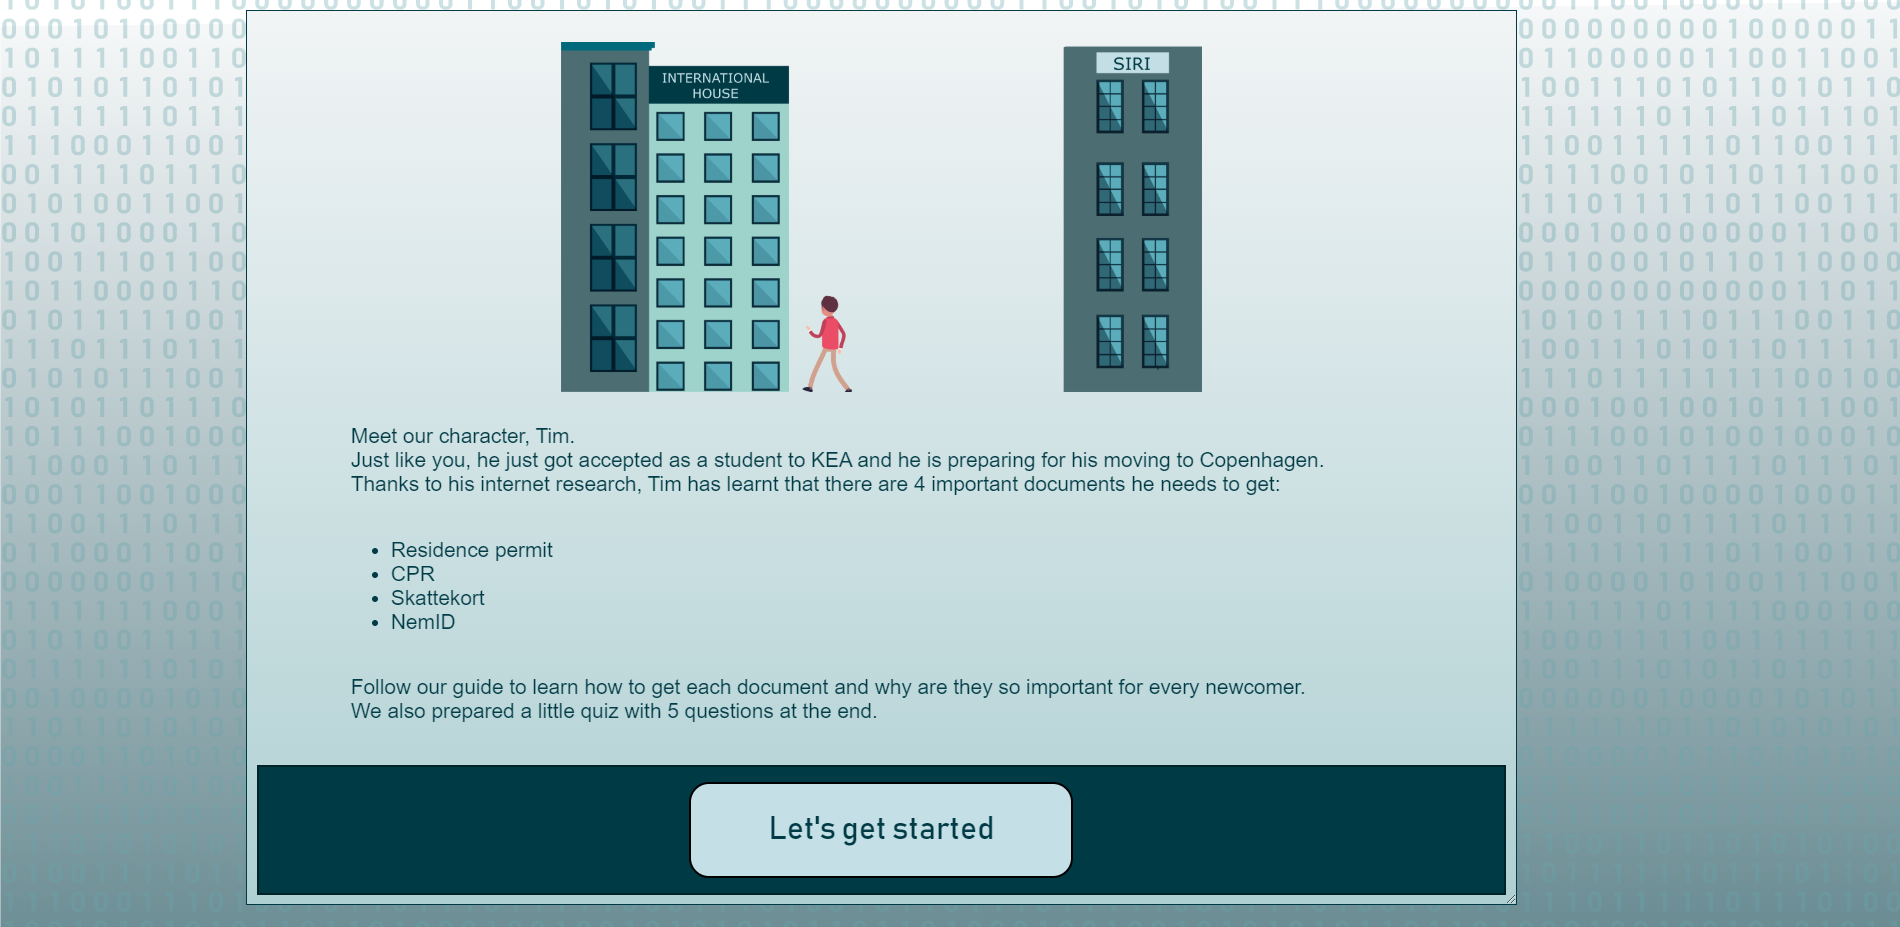 INTERNATIONAL
HOUSE
SIRI
Meet our character, Tim.
Just like you, he just got accepted as a student to KEA and he is preparing for his moving to Copenhagen.
Thanks to his internet research, Tim has learnt that there are 4 important documents he needs to get:
• Residence permit
• CPR
• Skattekort
• NemID
Follow our guide to learn how to get each document and why are they so important for every newcomer.
We also prepared a little quiz with 5 questions at the end.
Let's get started